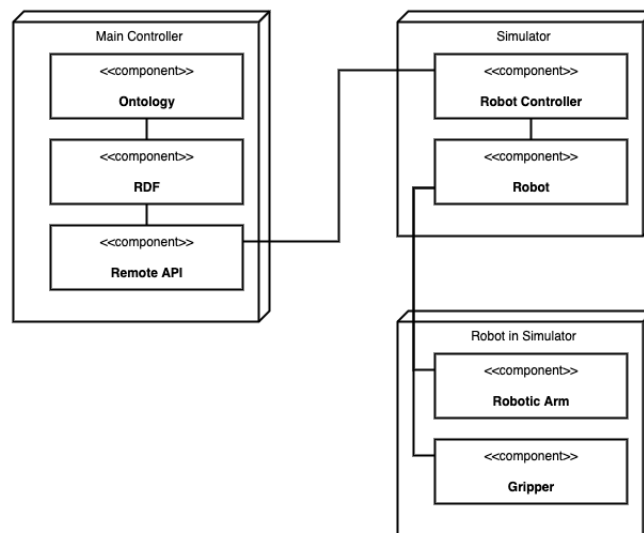 Main Controller
<<component>>
Ontology
<<component>>
RDF
<<component>>
Remote API
Simulator
<<component>>
Robot Controller
<<component>>
Robot
Robot in Simulator
<<component>>
Robotic Arm
<<component>>
Gripper